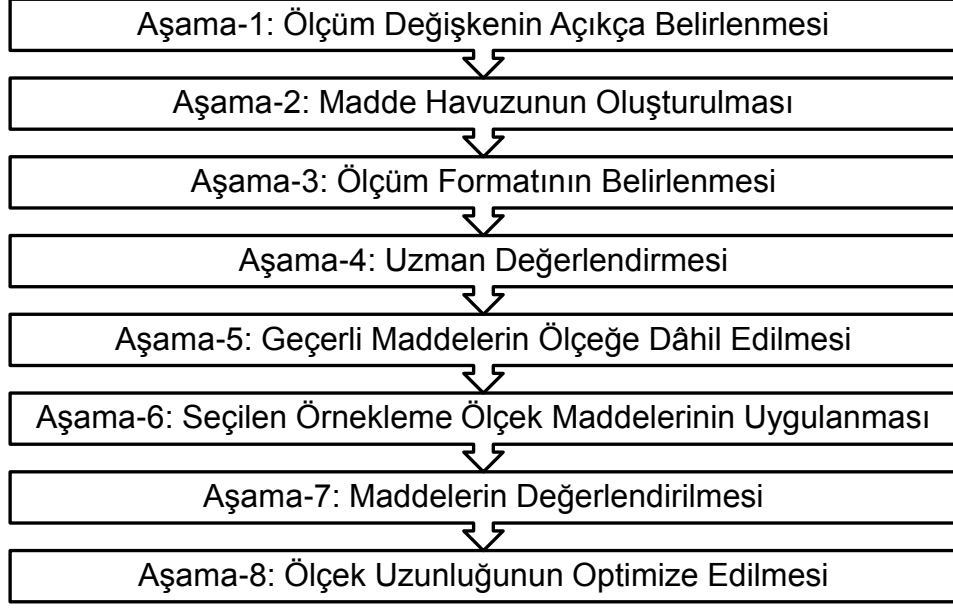 Aşama-1: Ölçüm Değişkenin Açıkça Belirlenmesi
Aşama-2: Madde Havuzunun Oluşturulması
Aşama-3: Ölçüm Formatının Belirlenmesi
Aşama-4: Uzman Değerlendirmesi
Aşama-5: Geçerli Maddelerin Ölçeğe Dâhil Edilmesi
Aşama-6: Seçilen Örnekleme Ölçek Maddelerinin Uygulanması
Aşama-7: Maddelerin Değerlendirilmesi
Aşama-8: Ölçek Uzunluğunun Optimize Edilmesi